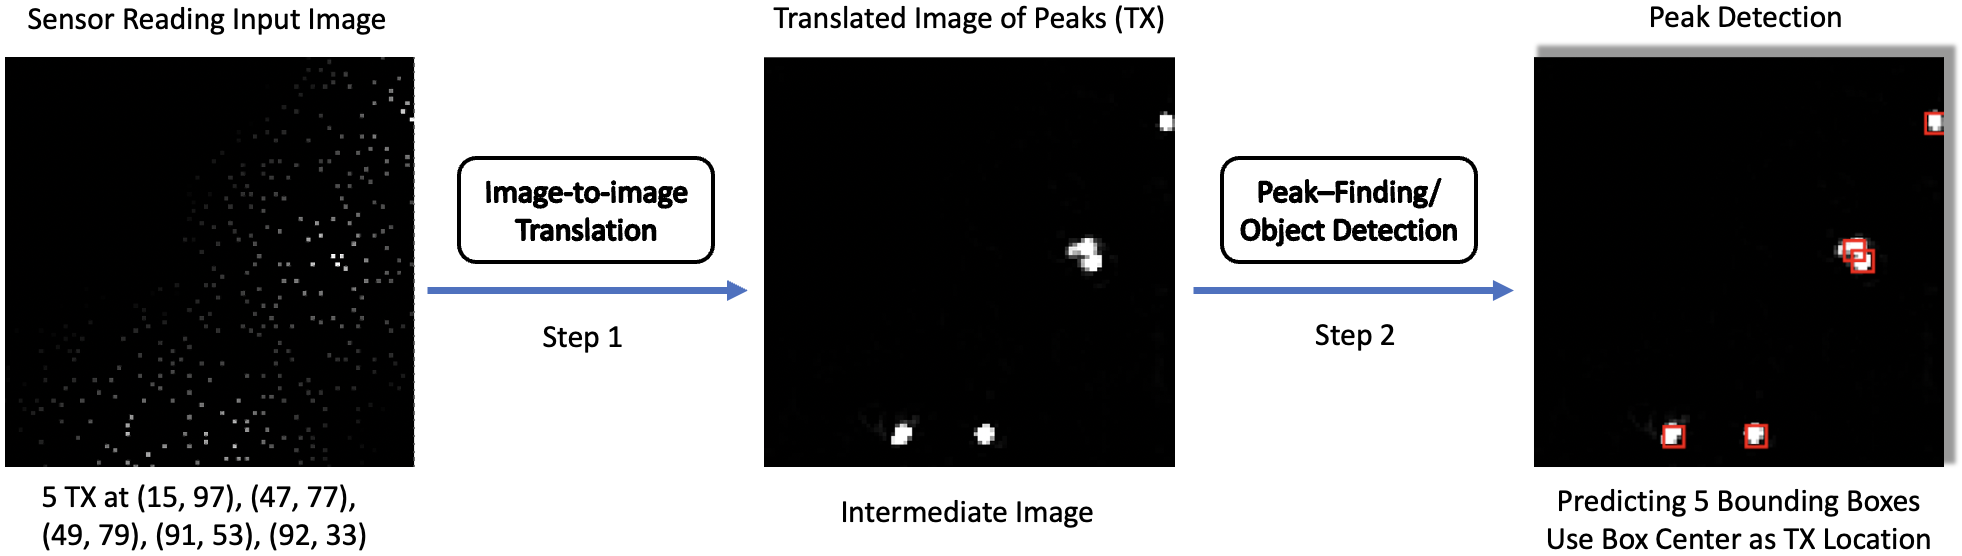 Sensor Reading Input Image
Translated Image of Peaks (TX)
Peak Detection
Image-to-image
Translation
Peak–Finding/
Object Detection
Step 1
Step 2
5 TX at (15, 97), (47, 77),
(49, 79), (91, 53), (92, 33)
Intermediate Image
Predicting 5 Bounding Boxes
Use Box Center as TX Location